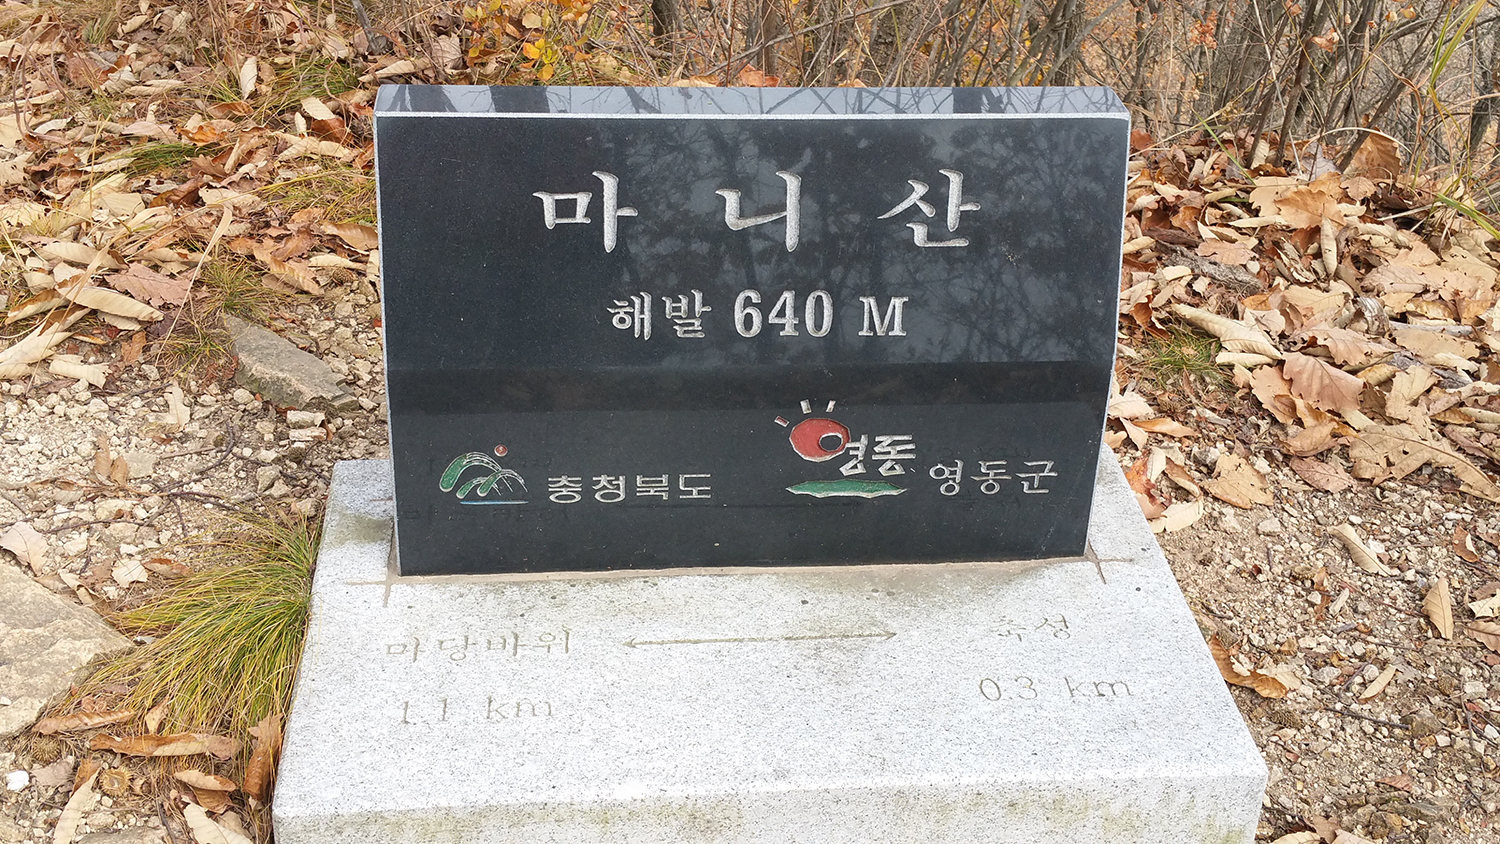 마니산
해발 640 M
충청북도 영동 영동군
마당바위 축성
1.1 km 0.3 km